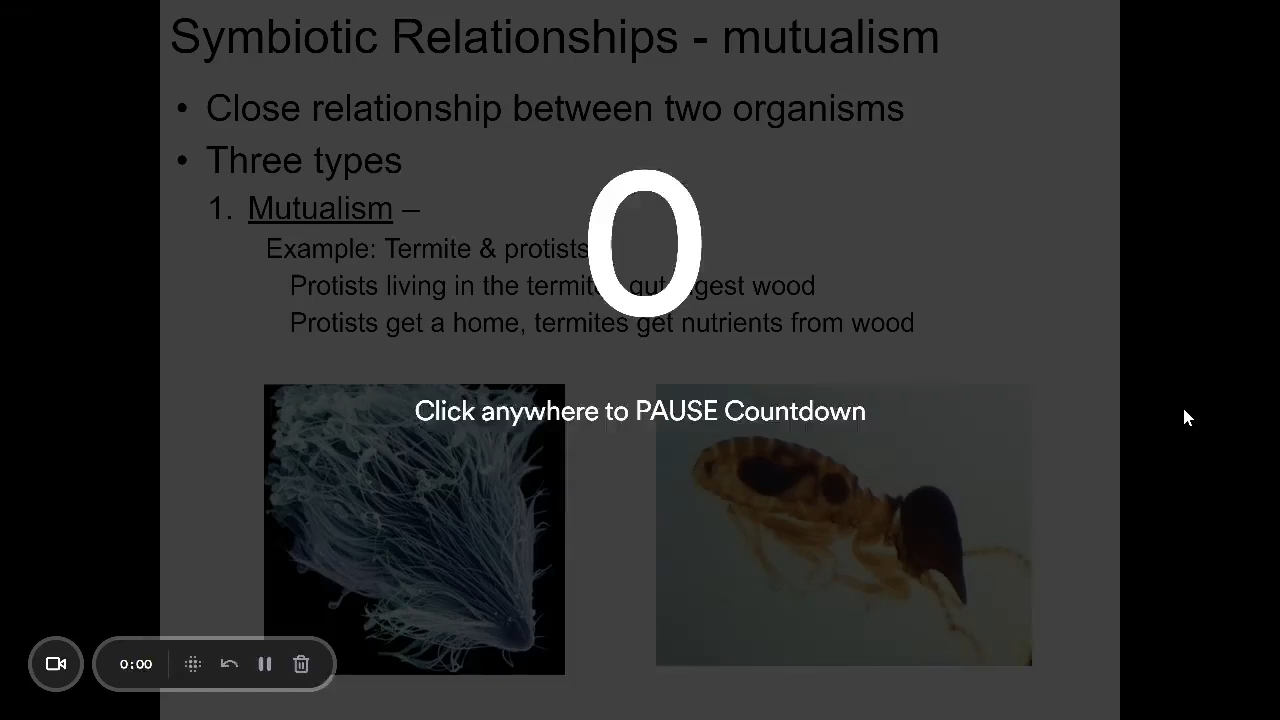 Symbiotic Relationships - mutualism
• Close relationship between two organisms
• Three types
1. Mutualism –
Example: Termite & protists
0
Protists living in the termite gut digest wood
Protists get a home, termites get nutrients from wood
Click anywhere to PAUSE Countdown
0:00